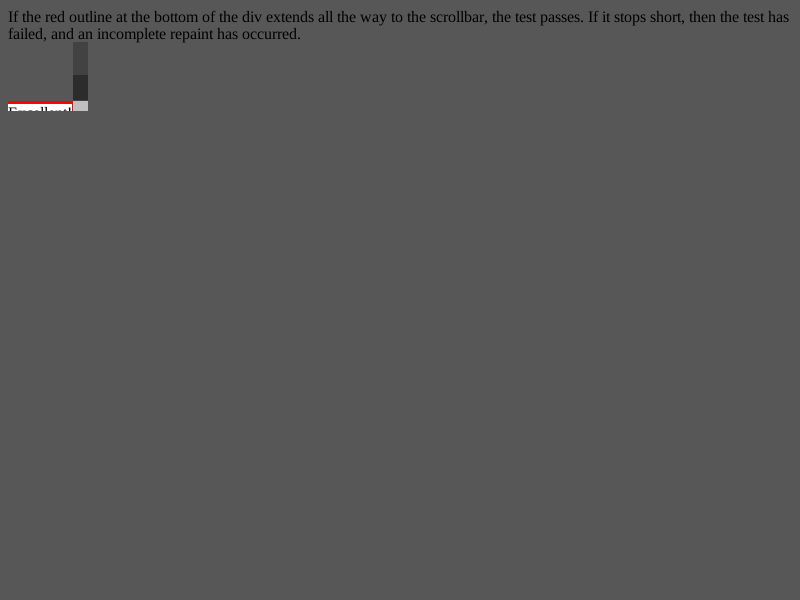 If the red outline at the bottom of the div extends all the way to the scrollbar, the test passes. If it stops short, then the test has
failed, and an incomplete repaint has occurred.
Excellent!